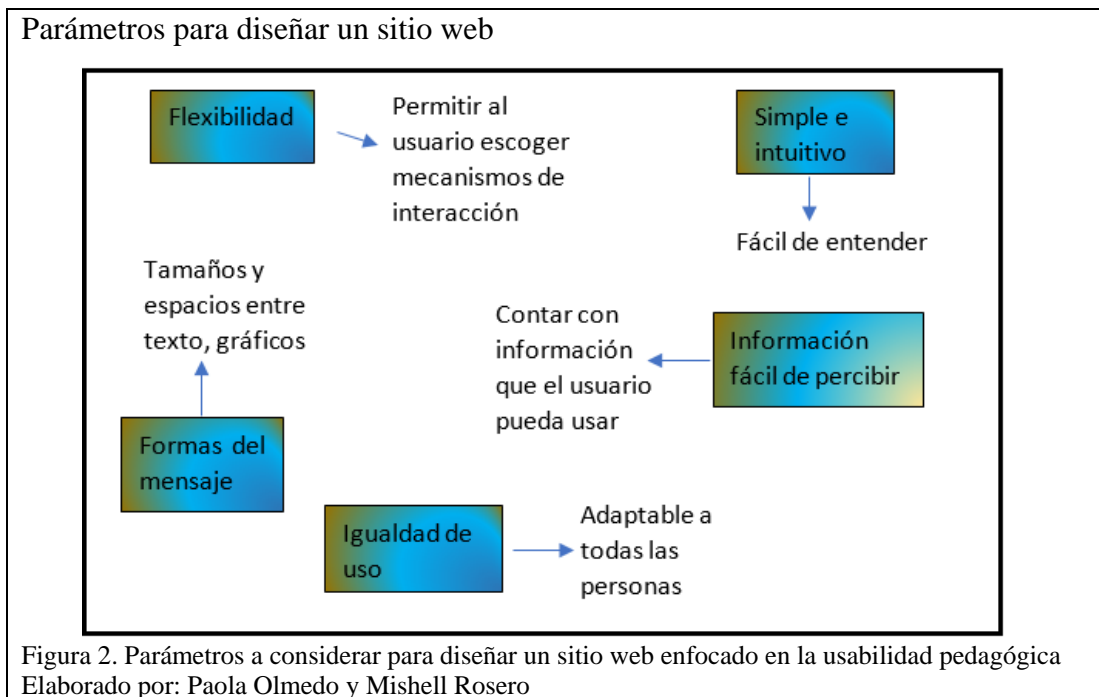 Parámetros para diseñar un sitio web
Flexibilidad
Permitir al
usuario escoger
mecanismos de
interacción
Simple e
intuitivo
Fácil de entender
Tamaños y
espacios entre
texto, gráficos
Formas del
mensaje
Contar con
información
que el usuario
pueda usar
Información
fácil de percibir
Igualdad de
uso
Adaptable a
todas las
personas
Figura 2. Parámetros a considerar para diseñar un sitio web enfocado en la usabilidad pedagógica
Elaborado por: Paola Olmedo y Mishell Rosero